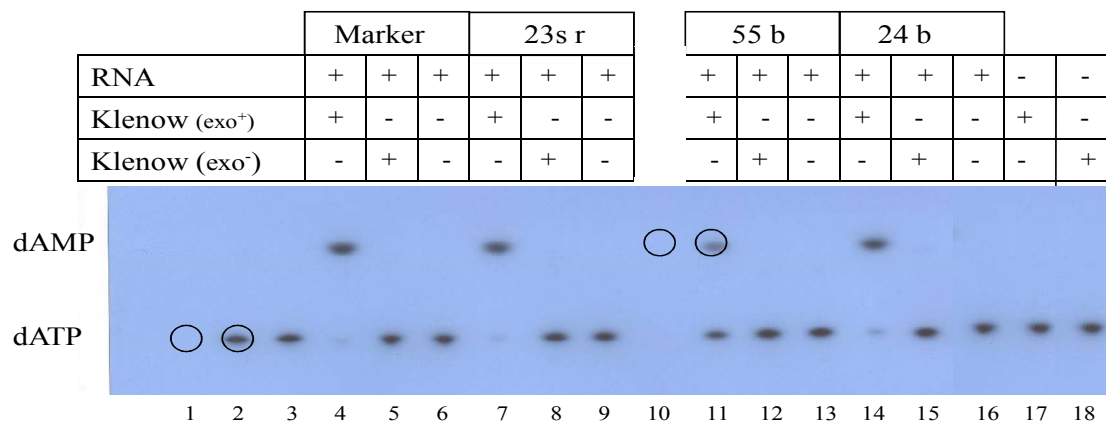 Marker 23s r 55 b 24 b
RNA + + + + + + + + + + + + - -
Klenow (exo⁺) + - - + - - + - - + - - + -
Klenow (exo⁻) - + - - + - - + - - + - - +
dAMP
dATP
1 2 3 4 5 6 7 8 9 10 11 12 13 14 15 16 17 18